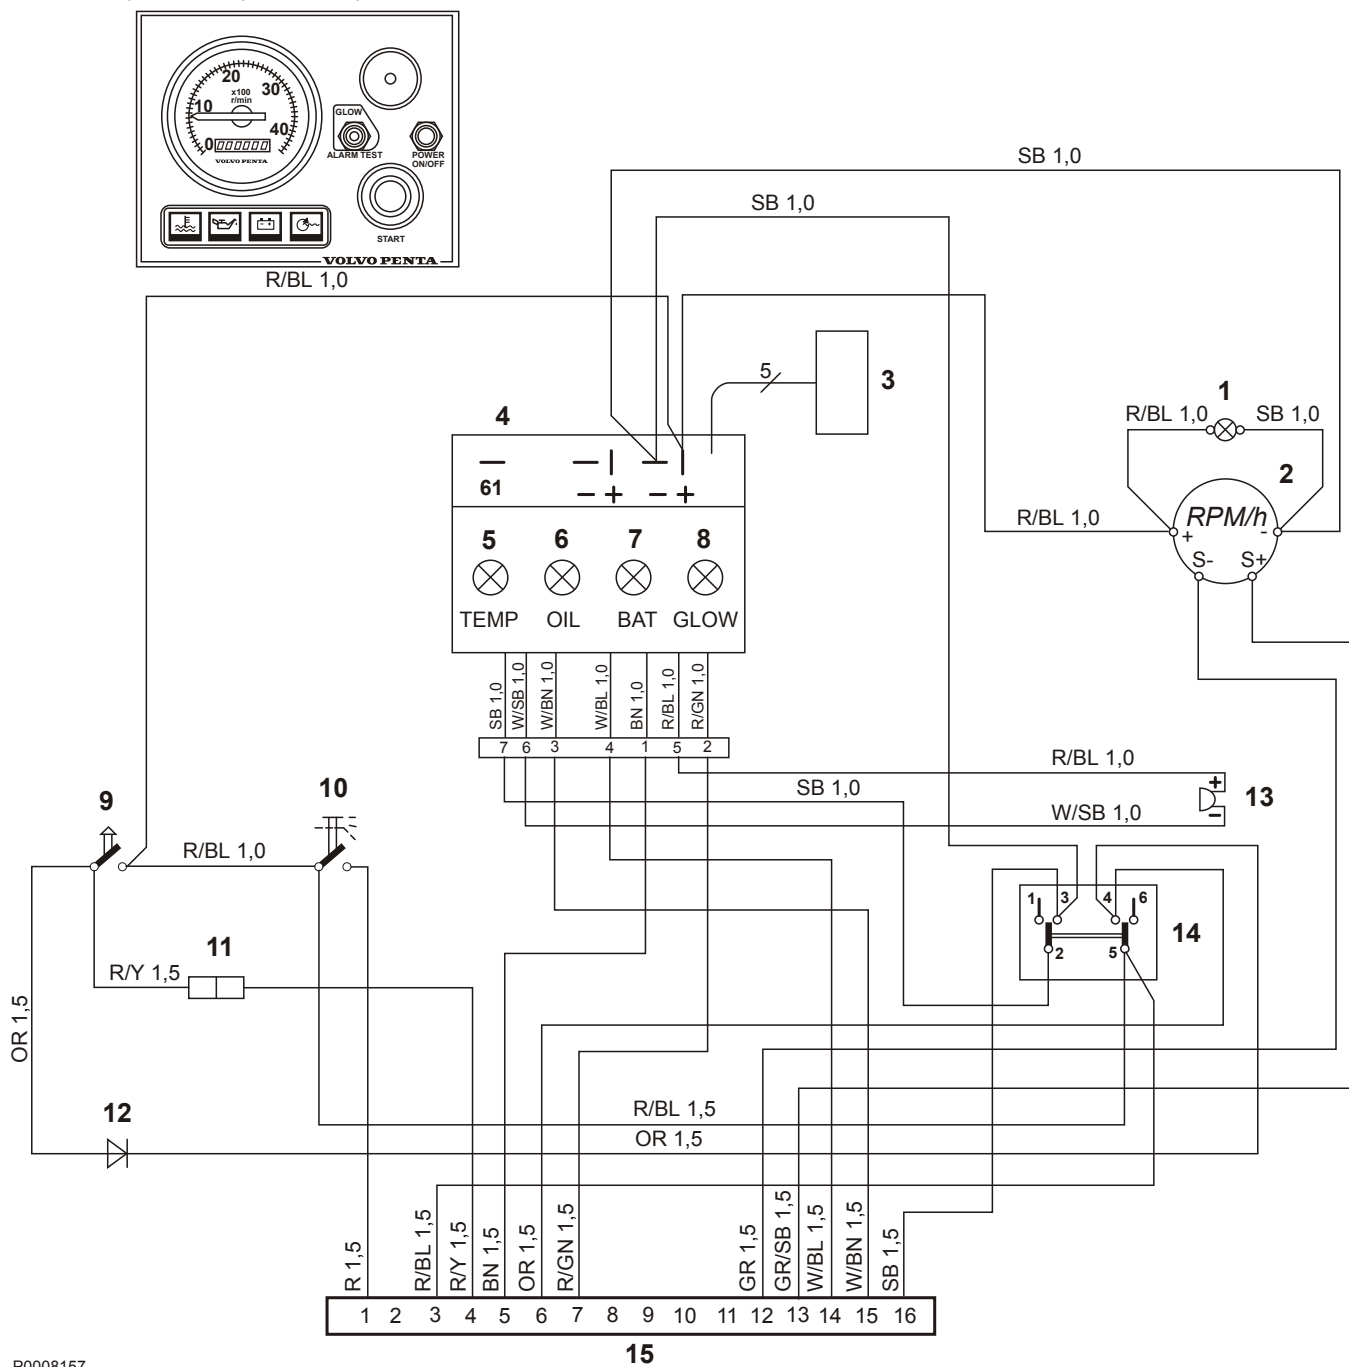 20
x100
r/min
30
10
40
0
000000
VOLVO PENTA
GLOW
ALARM TEST
POWER
ON/OFF
START
VOLVO PENTA
SB 1,0
SB 1,0
R/BL 1,0
5
3
1
R/BL 1,0
SB 1,0
2
4
61
- + - +
R/BL 1,0
RPM/h
+ -
S- S+
5 6 7 8
TEMP OIL BAT GLOW
SB 1,0
W/SB 1,0
W/BN 1,0
W/BL 1,0
BN 1,0
R/BL 1,0
R/GN 1,0
7 6 3 4 1 5 2
R/BL 1,0
SB 1,0
+
13
-
W/SB 1,0
9
10
R/BL 1,0
1 3 4 6
14
2 5
11
R/Y 1,5
OR 1,5
12
R/BL 1,5
OR 1,5
R 1,5
R/BL 1,5
R/Y 1,5
BN 1,5
OR 1,5
R/GN 1,5
GR 1,5
GR/SB 1,5
W/BL 1,5
W/BN 1,5
SB 1,5
1 2 3 4 5 6 7 8 9 10 11 12 13 14 15 16
15
P0008157